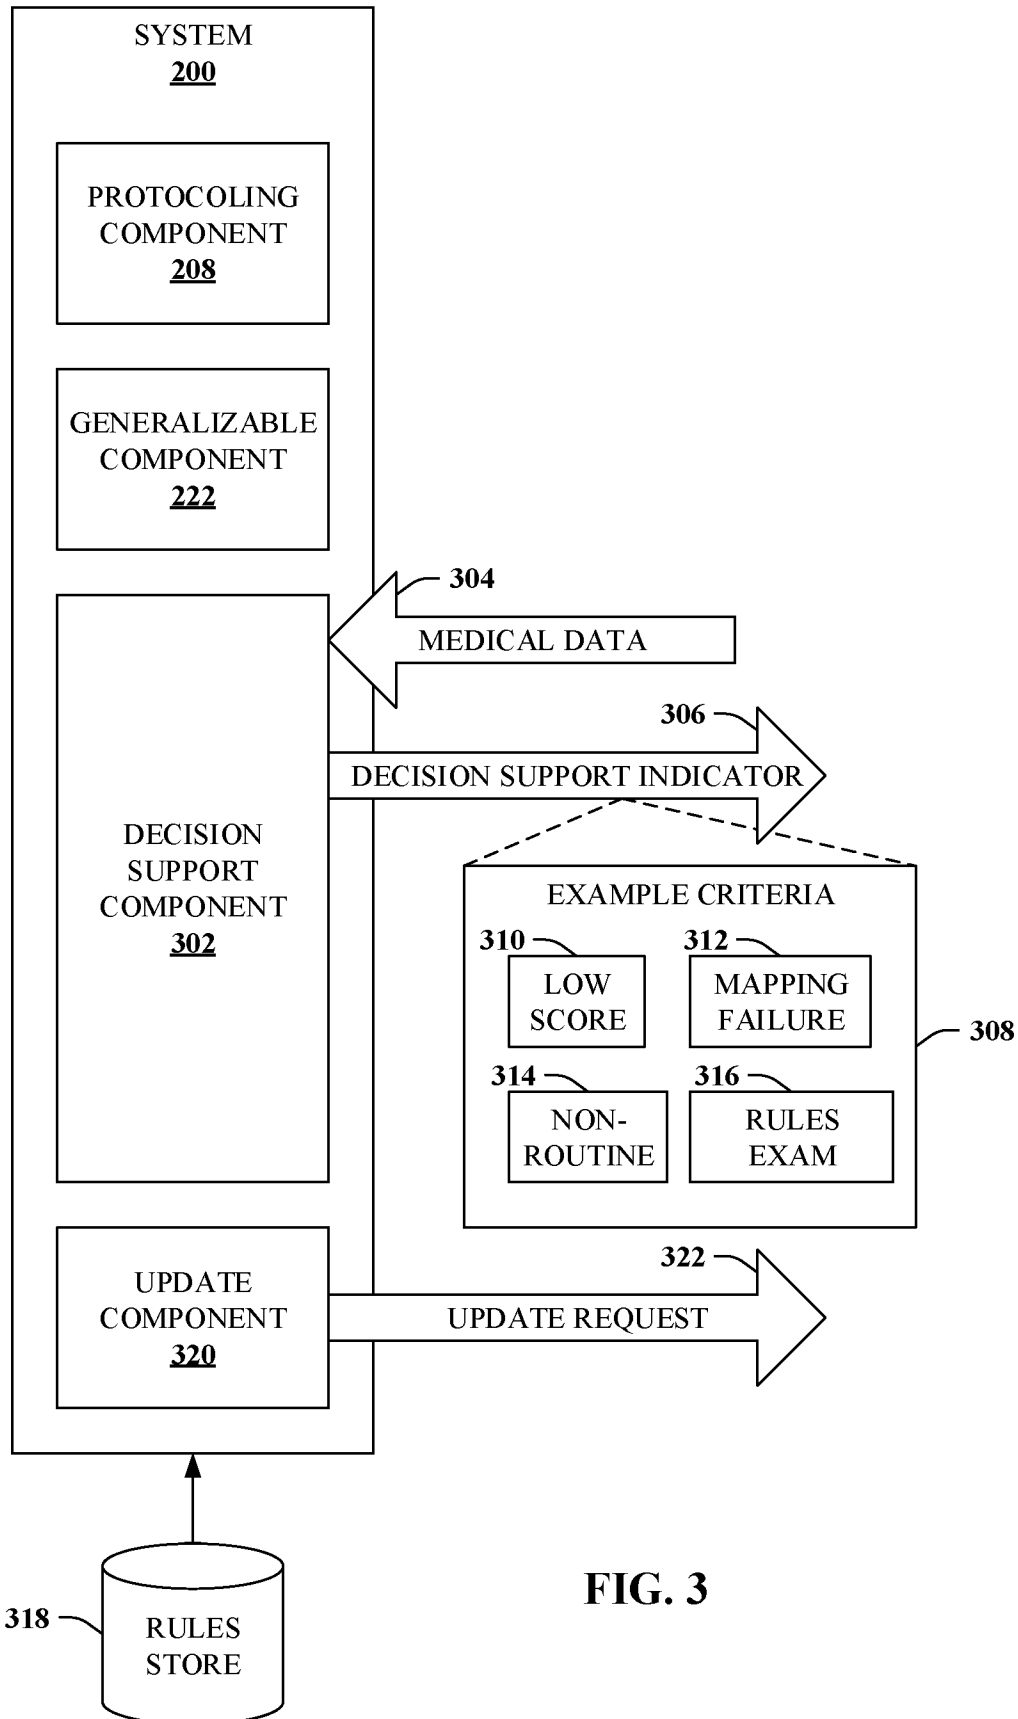 SYSTEM
200
PROTOCOLING
COMPONENT
208
GENERALIZABLE
COMPONENT
222
304
MEDICAL DATA
306
DECISION SUPPORT INDICATOR
DECISION
SUPPORT
COMPONENT
302
EXAMPLE CRITERIA
310
LOW
SCORE
312
MAPPING
FAILURE
308
314
NON-
ROUTINE
316
RULES
EXAM
322
UPDATE
COMPONENT
320
UPDATE REQUEST
318
RULES
STORE
FIG. 3